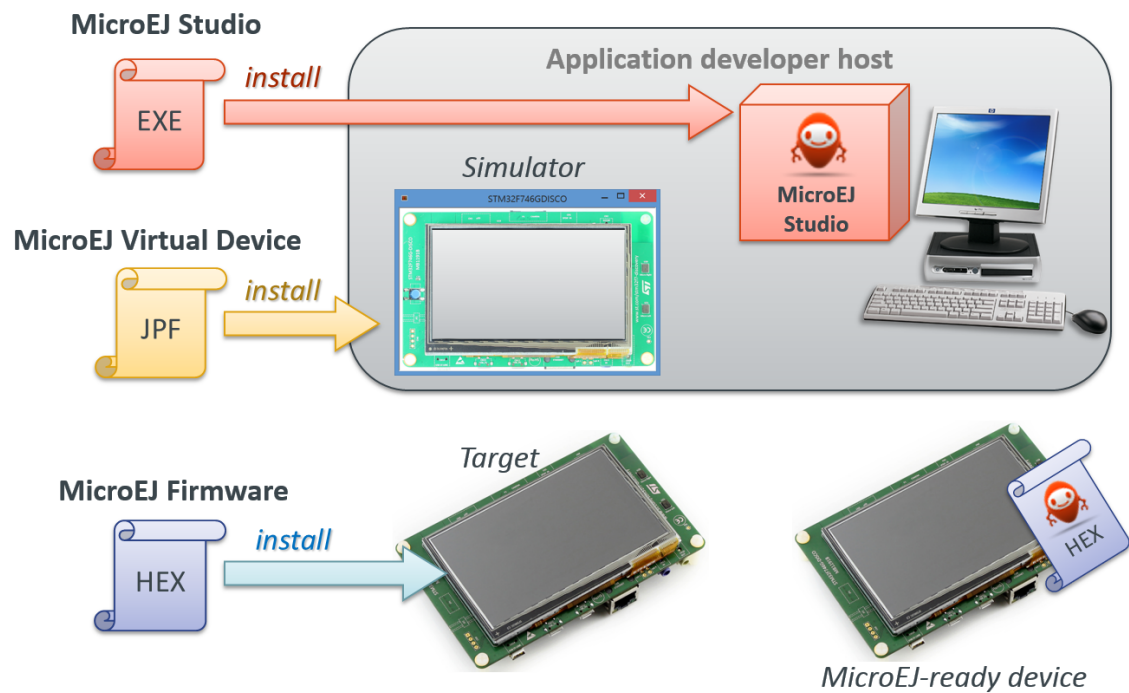 MicroEJ Studio
EXE
install
Application developer host
MicroEJ
Studio
Simulator
STM32F746GDISCO
MicroEJ Virtual Device
JPF
install
MicroEJ Firmware
HEX
install
Target
HEX
MicroEJ-ready device